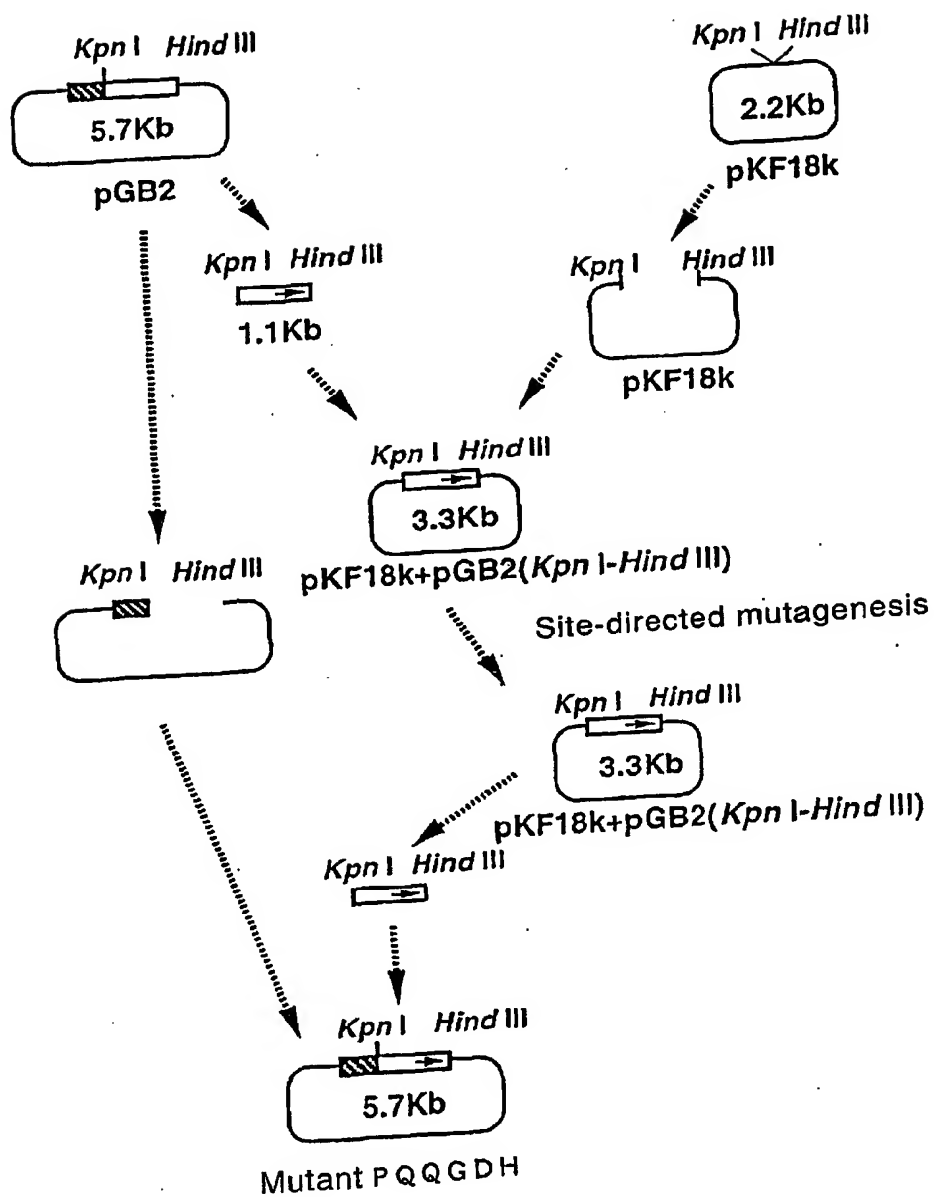 Kpn I Hind III
5.7Kb
pGB2
Kpn I Hind III
2.2Kb
pKF18k
Kpn I Hind III
1.1Kb
Kpn I Hind III
pKF18k
Kpn I Hind III
3.3Kb
pKF18k+pGB2(Kpn I-Hind III)
Kpn I Hind III
Site-directed mutagenesis
Kpn I Hind III
3.3Kb
pKF18k+pGB2(Kpn I-Hind III)
Kpn I Hind III
Kpn I Hind III
5.7Kb
Mutant PQQGDH